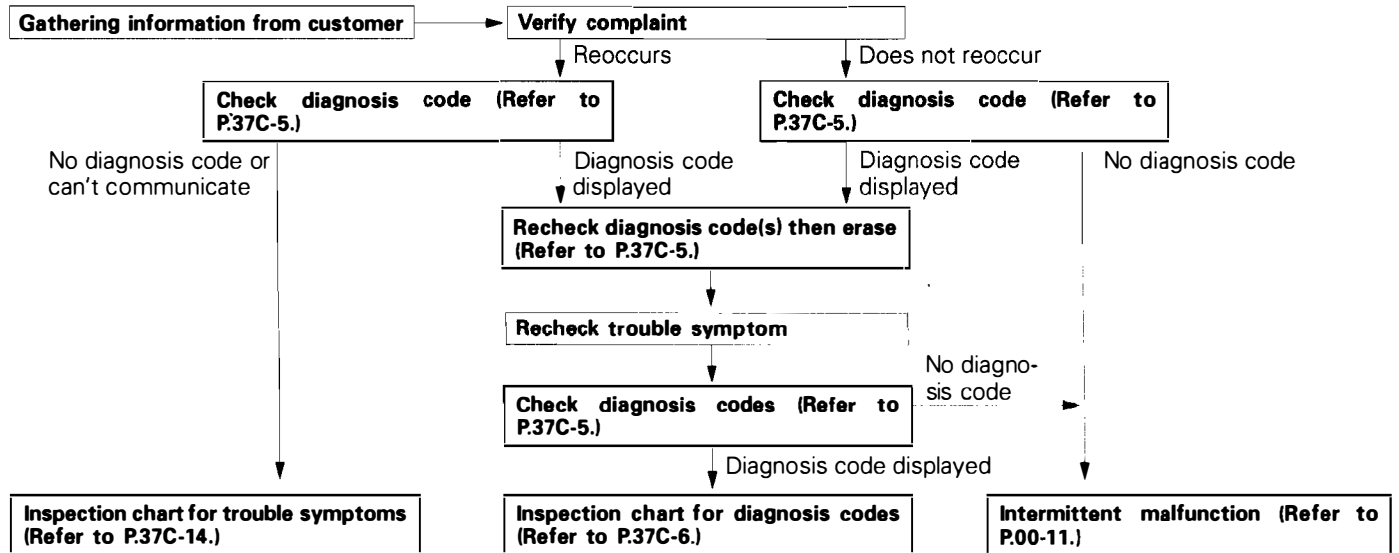 Gathering information from customer
Verify complaint
Reoccurs
Does not reoccur
Check diagnosis code (Refer to
P.37C-5.)
Check diagnosis code (Refer to
P.37C-5.)
No diagnosis code or
can't communicate
Diagnosis code
displayed
Diagnosis code
displayed
No diagnosis code
Recheck diagnosis code(s) then erase
(Refer to P.37C-5.)
Recheck trouble symptom
No diagno-
sis code
Check diagnosis codes (Refer to
P.37C-5.)
Diagnosis code displayed
Inspection chart for trouble symptoms
(Refer to P.37C-14.)
Inspection chart for diagnosis codes
(Refer to P.37C-6.)
Intermittent malfunction (Refer to
P.00-11.)